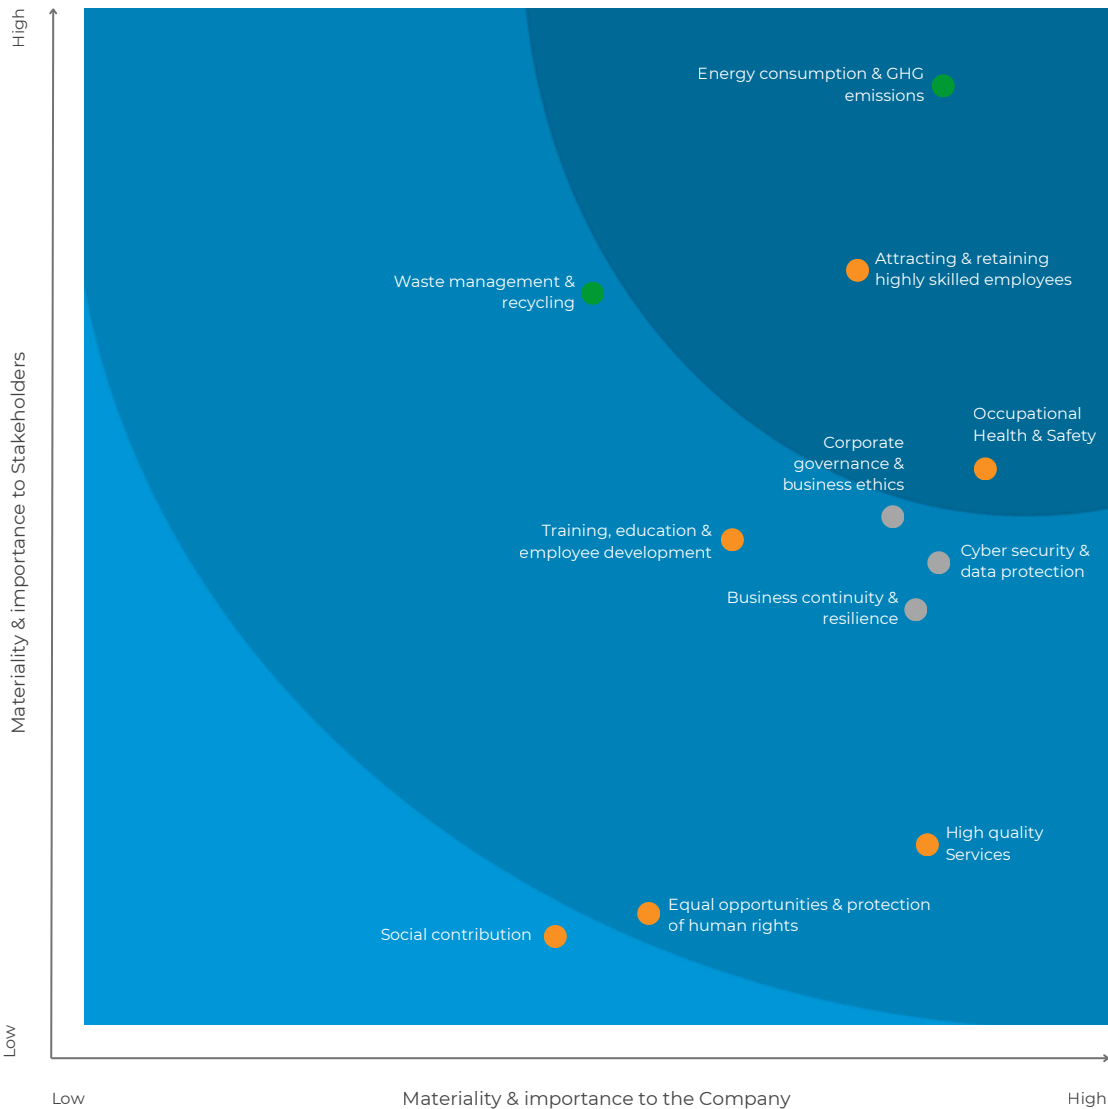 High
Energy consumption & GHG
emissions
Attracting & retaining
highly skilled employees
Waste management &
recycling
Materiality & importance to Stakeholders
Occupational
Health & Safety
Corporate
governance &
business ethics
Training, education &
employee development
Cyber security &
data protection
Business continuity &
resilience
High quality
Services
Equal opportunities & protection
of human rights
Social contribution
Low
Low
Materiality & importance to the Company
High